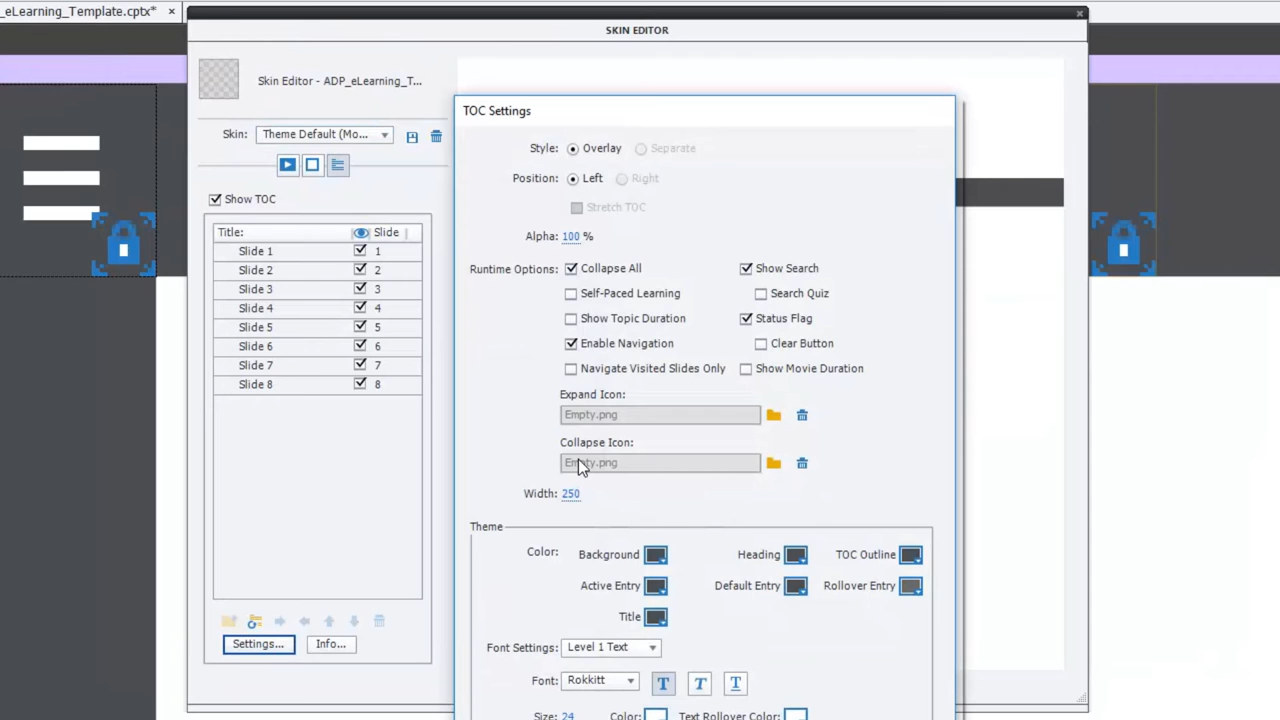 _eLearning_Template.cptx* ×
SKIN EDITOR
Skin Editor - ADP_eLearning_T...
Skin: Theme Default (Mo...
Show TOC
Title: Slide
Slide 1 1
Slide 2 2
Slide 3 3
Slide 4 4
Slide 5 5
Slide 6 6
Slide 7 7
Slide 8 8
Settings... Info...
TOC Settings
Style: Overlay Separate
Position: Left Right
Stretch TOC
Alpha: 100 %
Runtime Options: Collapse All Show Search
Self-Paced Learning Search Quiz
Show Topic Duration Status Flag
Enable Navigation Clear Button
Navigate Visited Slides Only Show Movie Duration
Expand Icon:
Empty.png
Collapse Icon:
Empty.png
Width: 250
Theme
Color: Background Heading TOC Outline
Active Entry Default Entry Rollover Entry
Title
Font Settings: Level 1 Text
Font: Rokkitt T T T
Size: 24 Color: Text Rollover Color: